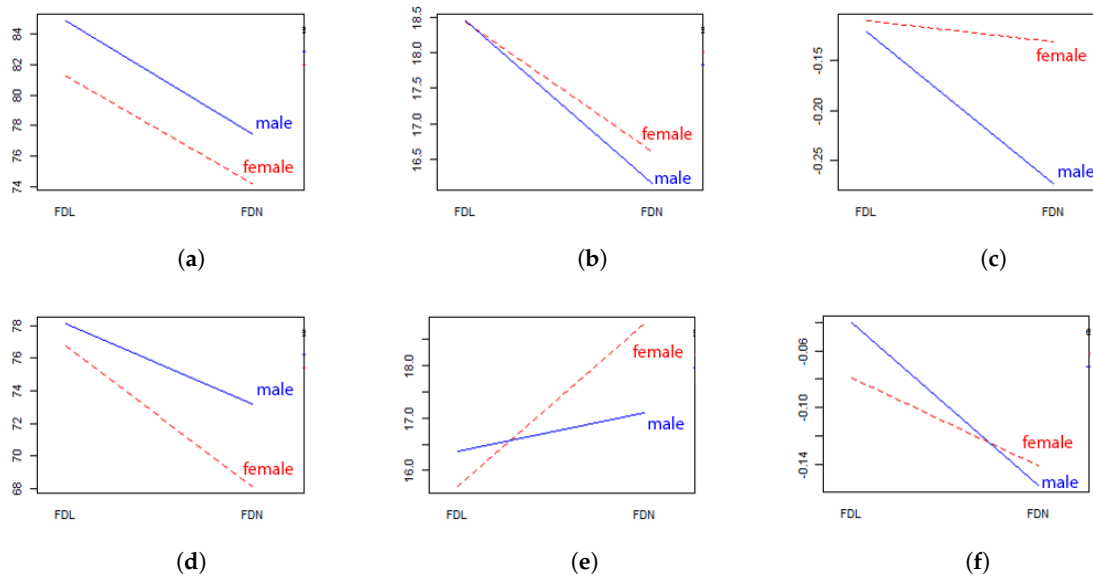 84
82
80
78
76
74
male
female
FDL
FDN
(a)
18.5
18.0
17.5
17.0
16.5
female
male
FDL
FDN
(b)
-0.15
-0.20
-0.25
female
male
FDL
FDN
(c)
78
76
74
72
70
68
male
female
FDL
FDN
(d)
18.0
17.0
16.0
female
male
FDL
FDN
(e)
-0.06
-0.10
-0.14
female
male
FDL
FDN
(f)